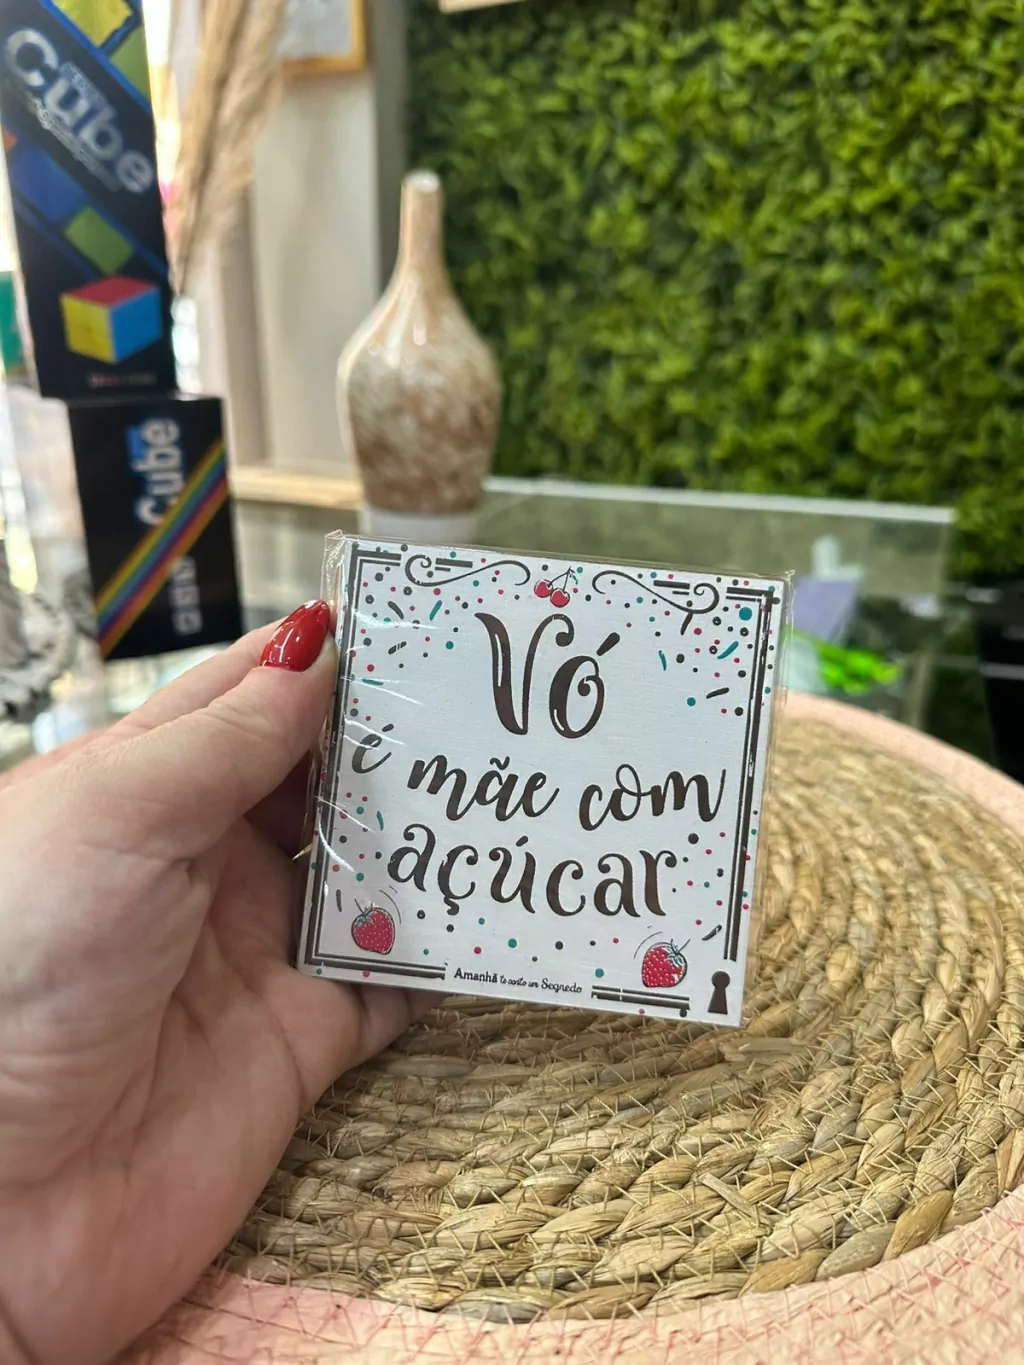 Cube
Cube
Vó
é mãe com
açúcar
Amanhã te conto um Segredo